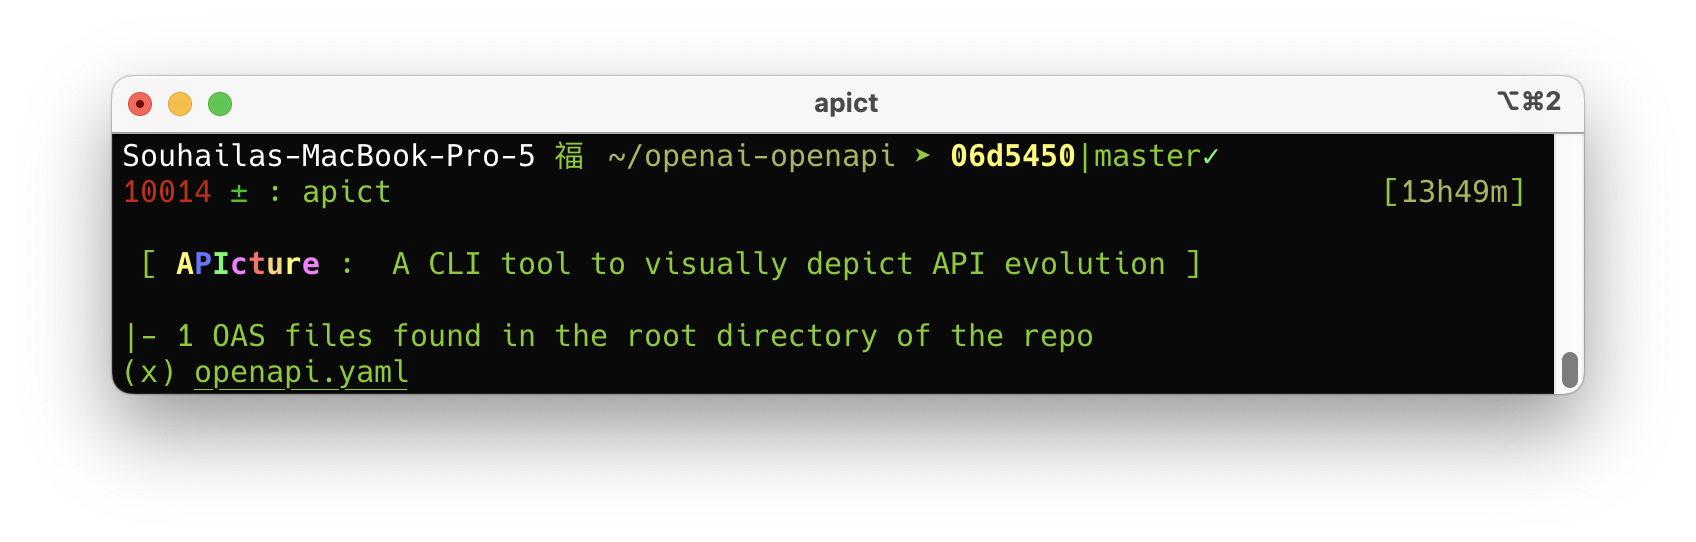 apict
⌥⌘2
Souhailas-MacBook-Pro-5 福 ~/openai-openapi ➤ 06d5450|master✓
10014 ± : apict [13h49m]
[ APIcture : A CLI tool to visually depict API evolution ]
|- 1 OAS files found in the root directory of the repo
(x) openapi.yaml